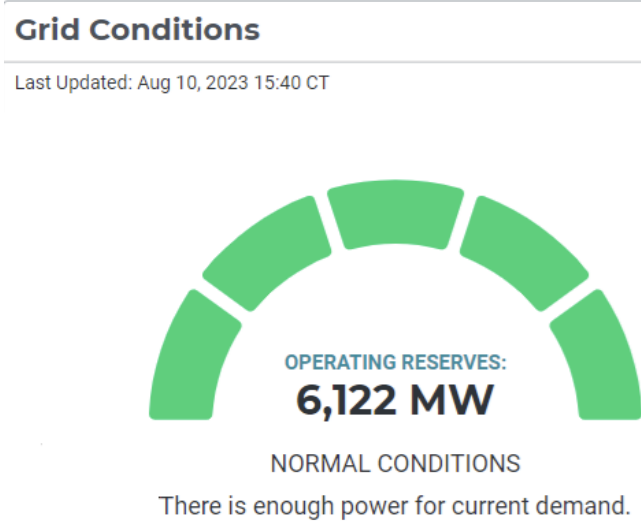 Grid Conditions
Last Updated: Aug 10, 2023 15:40 CT
OPERATING RESERVES:
6,122 MW
NORMAL CONDITIONS
There is enough power for current demand.